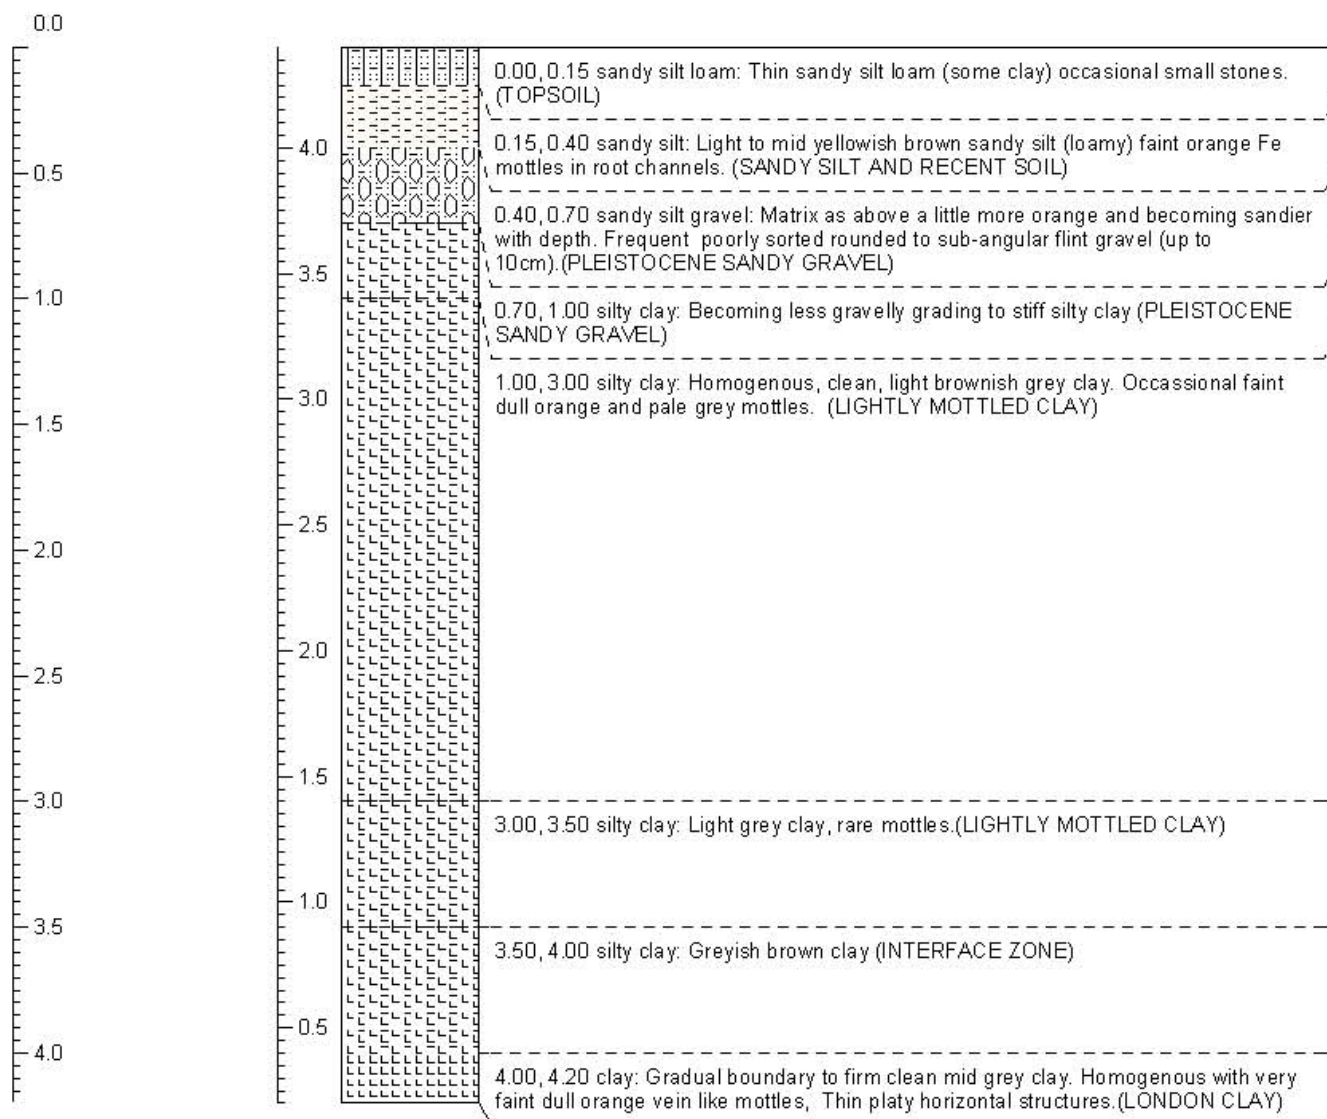 0.0
0.00, 0.15 sandy silt loam: Thin sandy silt loam (some clay) occasional small stones.
(TOPSOIL)
4.0
0.15, 0.40 sandy silt: Light to mid yellowish brown sandy silt (loamy) faint orange Fe
mottles in root channels. (SANDY SILT AND RECENT SOIL)
0.5
0.40, 0.70 sandy silt gravel: Matrix as above a little more orange and becoming sandier
with depth. Frequent poorly sorted rounded to sub-angular flint gravel (up to
10cm).(PLEISTOCENE SANDY GRAVEL)
3.5
1.0
0.70, 1.00 silty clay: Becoming less gravelly grading to stiff silty clay (PLEISTOCENE
SANDY GRAVEL)
1.00, 3.00 silty clay: Homogenous, clean, light brownish grey clay. Occassional faint
dull orange and pale grey mottles. (LIGHTLY MOTTLED CLAY)
3.0
1.5
2.5
2.0
2.0
2.5
1.5
3.0
3.00, 3.50 silty clay: Light grey clay, rare mottles.(LIGHTLY MOTTLED CLAY)
1.0
3.5
3.50, 4.00 silty clay: Greyish brown clay (INTERFACE ZONE)
0.5
4.0
4.00, 4.20 clay: Gradual boundary to firm clean mid grey clay. Homogenous with very
faint dull orange vein like mottles, Thin platy horizontal structures.(LONDON CLAY)